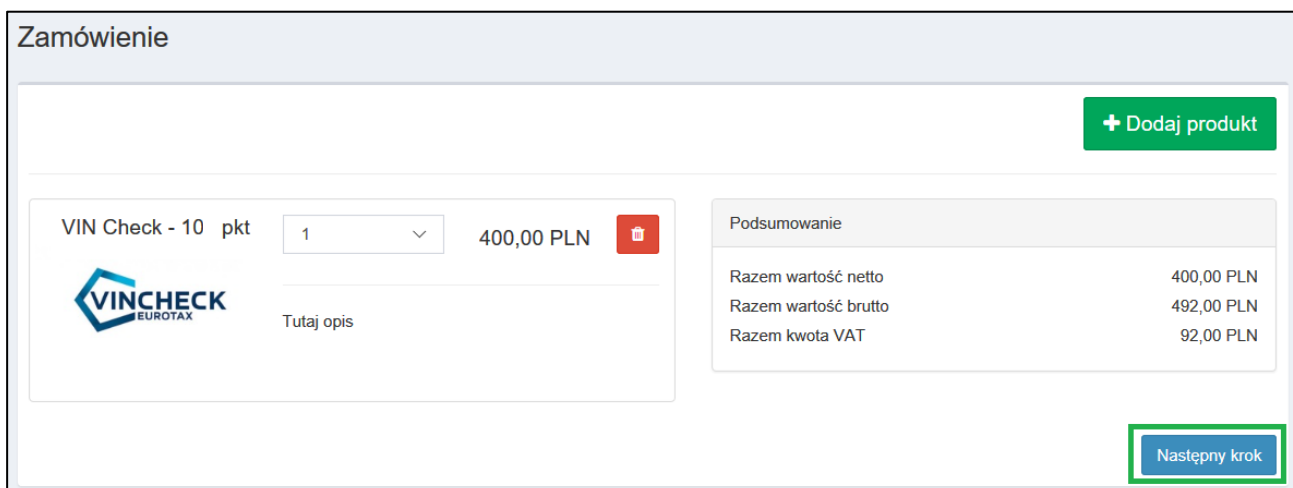 Zamówienie
+ Dodaj produkt
VIN Check - 10 pkt
1
400,00 PLN
VINCHECK
EUROTAX
Tutaj opis
Podsumowanie
Razem wartość netto 400,00 PLN
Razem wartość brutto 492,00 PLN
Razem kwota VAT 92,00 PLN
Następny krok